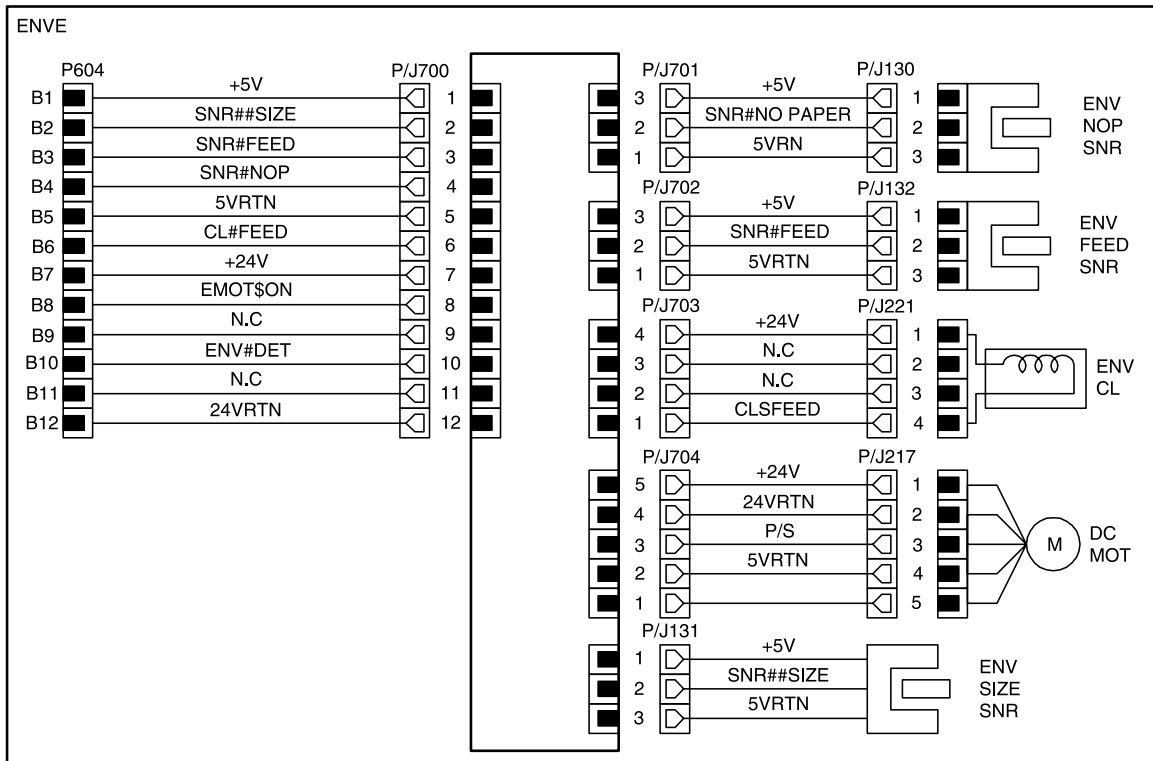 ENVE
P604 P/J700
B1 +5V 1
B2 SNR##SIZE 2
B3 SNR#FEED 3
B4 SNR#NOP 4
B5 5VRTN 5
B6 CL#FEED 6
B7 +24V 7
B8 EMOT$ON 8
B9 N.C 9
B10 ENV#DET 10
B11 N.C 11
B12 24VRTN 12
P/J701 P/J130
3 +5V 1
2 SNR#NO PAPER 2
1 5VRN 3
ENV
NOP
SNR
P/J702 P/J132
3 +5V 1
2 SNR#FEED 2
1 5VRTN 3
ENV
FEED
SNR
P/J703 P/J221
4 +24V 1
3 N.C 2
2 N.C 3
1 CLSFEED 4
ENV
CL
P/J704 P/J217
5 +24V 1
4 24VRTN 2
3 P/S 3
2 5VRTN 4
1 5
M
DC
MOT
P/J131
1 +5V
2 SNR##SIZE
3 5VRTN
ENV
SIZE
SNR